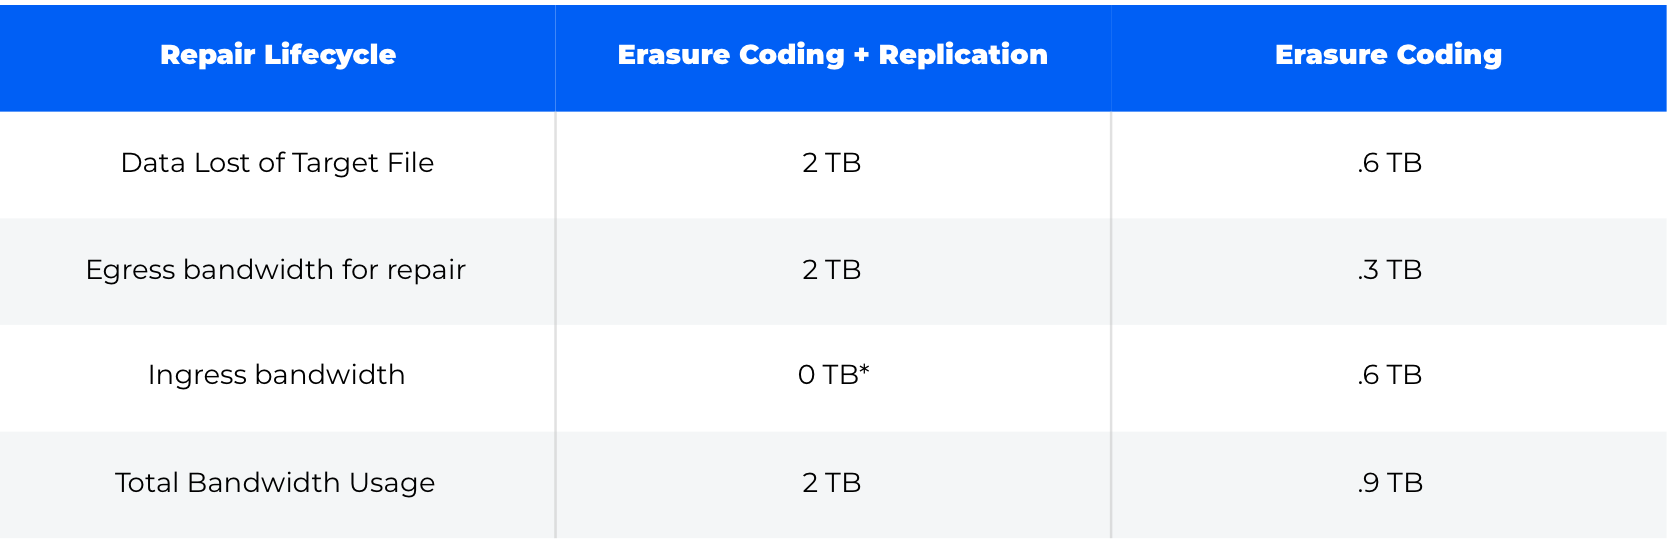 Repair Lifecycle Erasure Coding + Replication Erasure Coding
Data Lost of Target File 2 TB .6 TB
Egress bandwidth for repair 2 TB .3 TB
Ingress bandwidth 0 TB* .6 TB
Total Bandwidth Usage 2 TB .9 TB